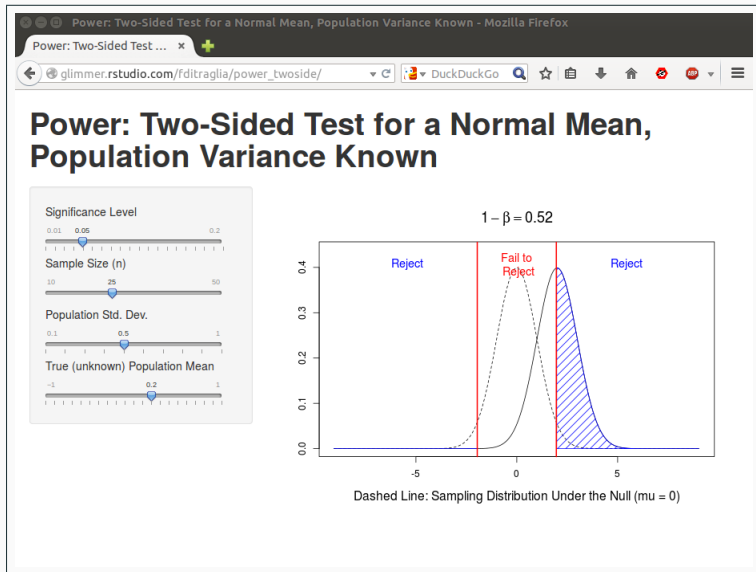 Power: Two-Sided Test for a Normal Mean, Population Variance Known - Mozilla Firefox
Power: Two-Sided Test ...
glimmer.rstudio.com/fditraglia/power_twoside/
DuckDuckGo
ABP
Power: Two-Sided Test for a Normal Mean,
Population Variance Known
Significance Level
0.01 0.05 0.2
Sample Size (n)
10 25 50
Population Std. Dev.
0.1 0.5 1
True (unknown) Population Mean
−1 0.2 1
1 − β = 0.52
Reject
Fail to
Reject
Reject
0.4
0.3
0.2
0.1
0.0
-5 0 5
Dashed Line: Sampling Distribution Under the Null (mu = 0)